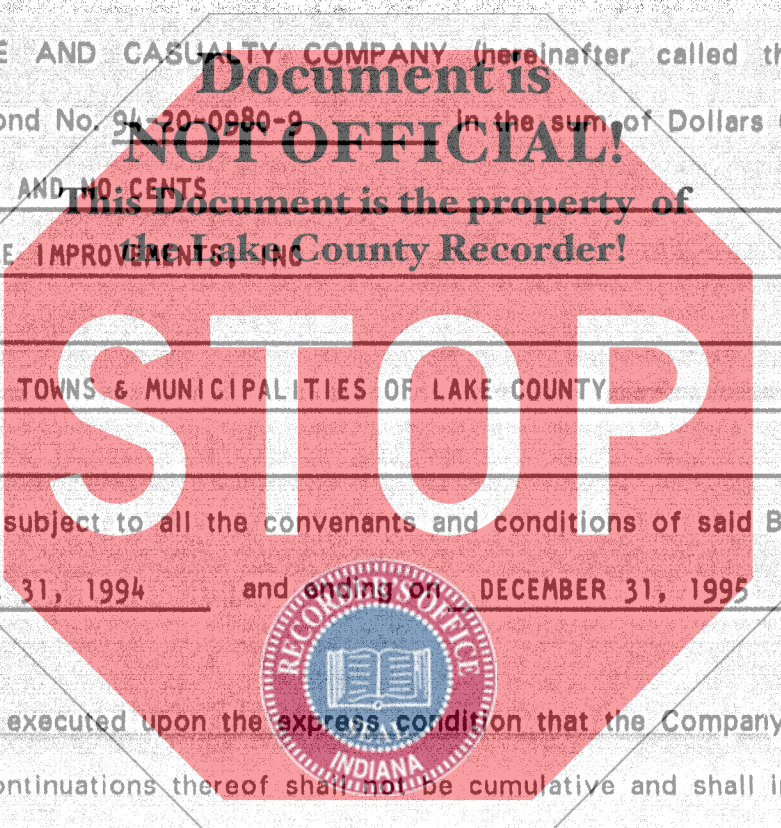 E AND CASUALTY COMPANY (hereinafter called th
Document is
ond No. 94-20-0980-9 in the sum of Dollars
NOT OFFICIAL!
AND NO CENTS
This Document is the property of
E IMPROVEMENTS, INC
the Lake County Recorder!
STOP
TOWNS & MUNICIPALITIES OF LAKE COUNTY
subject to all the convenants and conditions of said B
31, 1994 and ending on DECEMBER 31, 1995
RECORDER'S OFFICE
SEAL
INDIANA
executed upon the express condition that the Company
ontinuations thereof shall not be cumulative and shall i